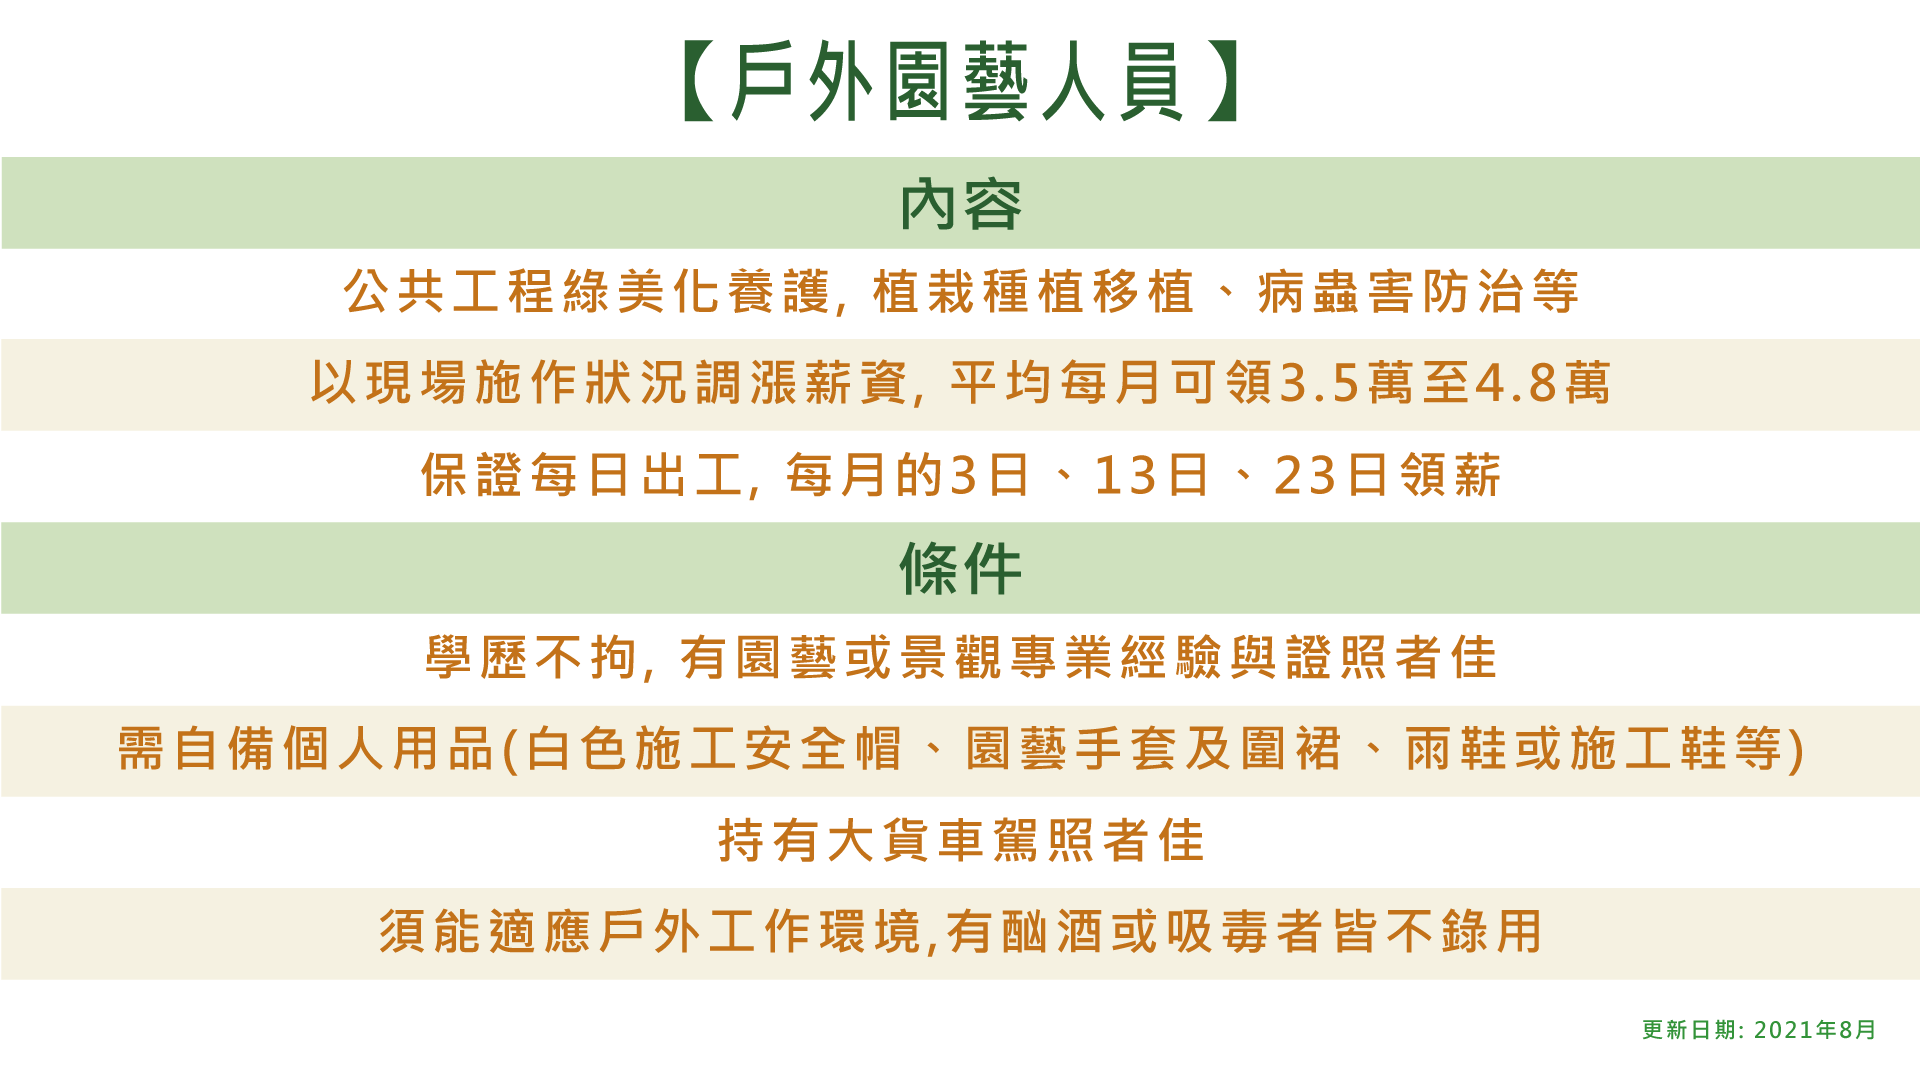 【戶外園藝人員】
內容
公共工程綠美化養護, 植栽種植移植、病蟲害防治等
以現場施作狀況調漲薪資, 平均每月可領3.5萬至4.8萬
保證每日出工, 每月的3日、13日、23日領薪
條件
學歷不拘, 有園藝或景觀專業經驗與證照者佳
需自備個人用品(白色施工安全帽、園藝手套及圍裙、雨鞋或施工鞋等)
持有大貨車駕照者佳
須能適應戶外工作環境,有酗酒或吸毒者皆不錄用
更新日期: 2021年8月